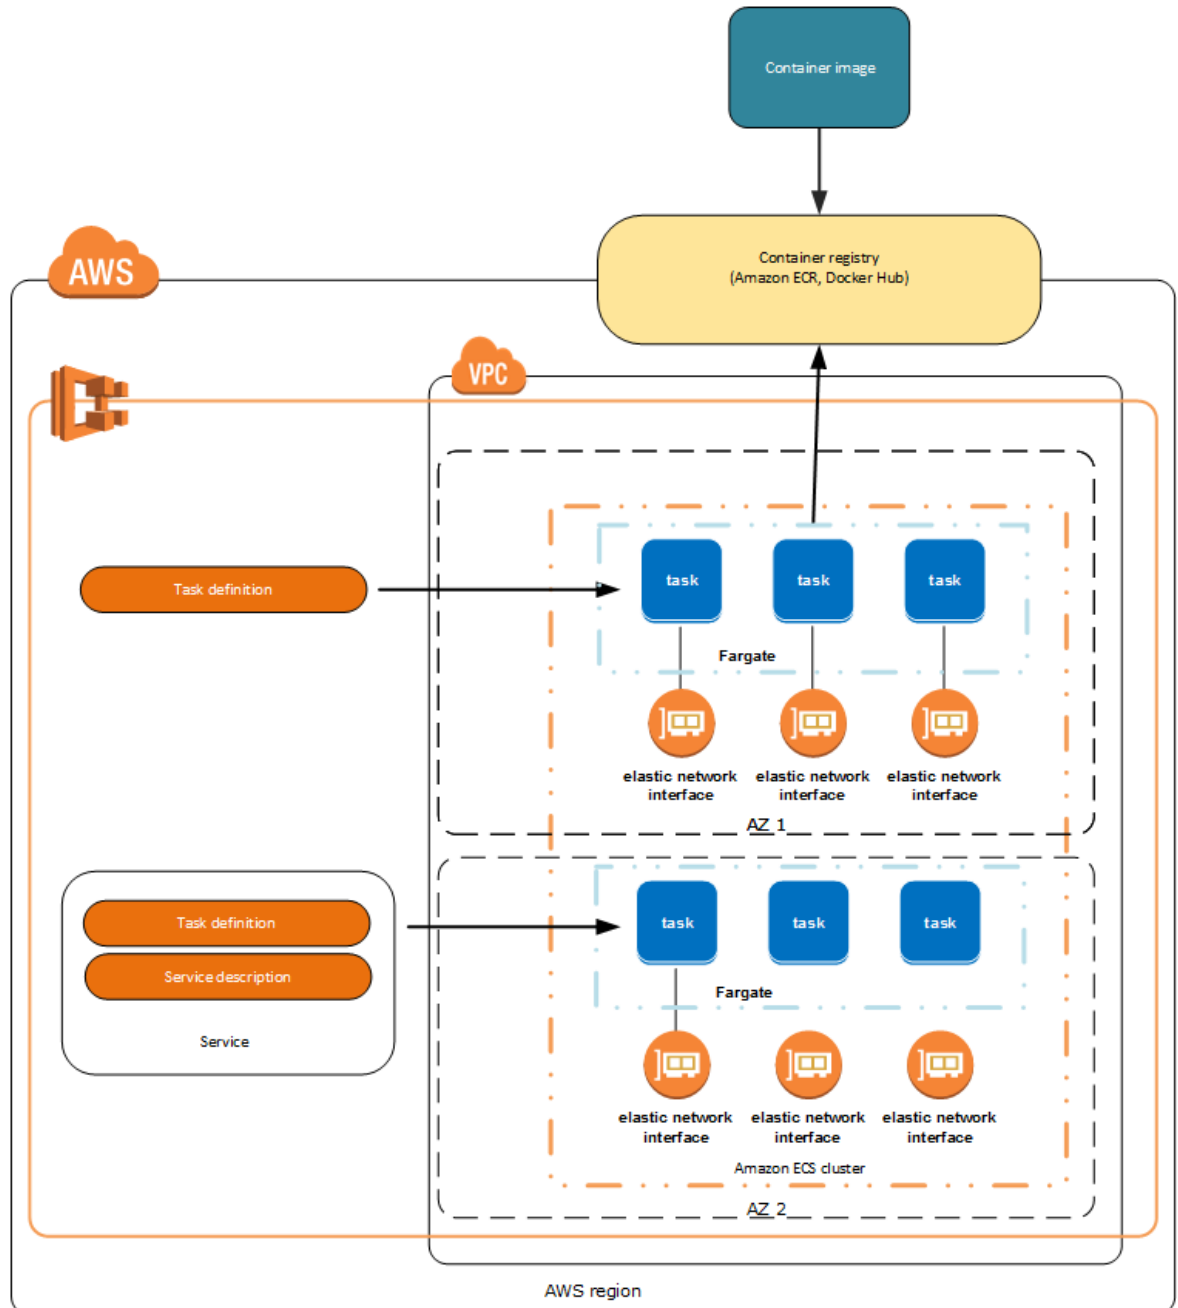 Container image
Container registry
(Amazon ECR, Docker Hub)
AWS
VPC
task
task
task
Task definition
Fargate
elastic network
interface
elastic network
interface
elastic network
interface
AZ 1
task
task
task
Task definition
Service description
Fargate
Service
elastic network
interface
elastic network
interface
elastic network
interface
Amazon ECS cluster
AZ 2
AWS region